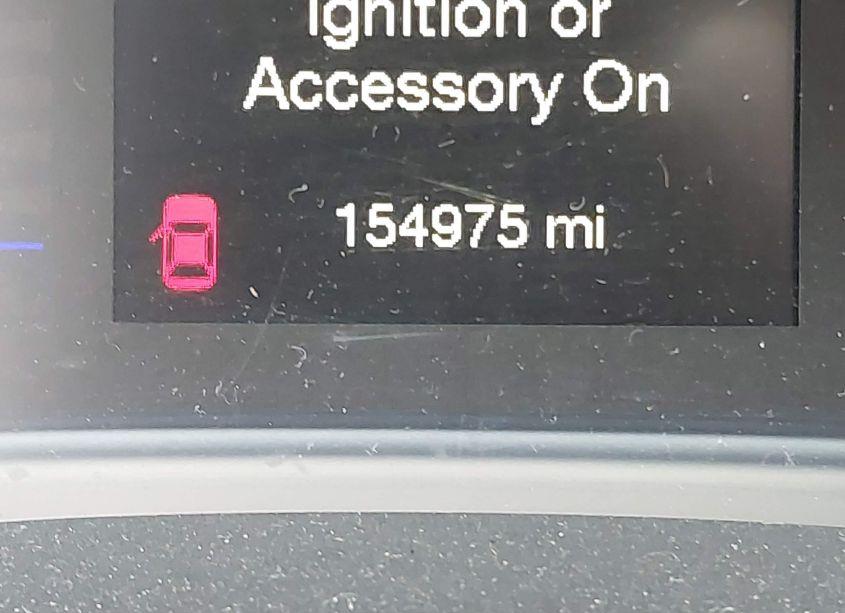 Ignition or
Accessory On
154975 mi